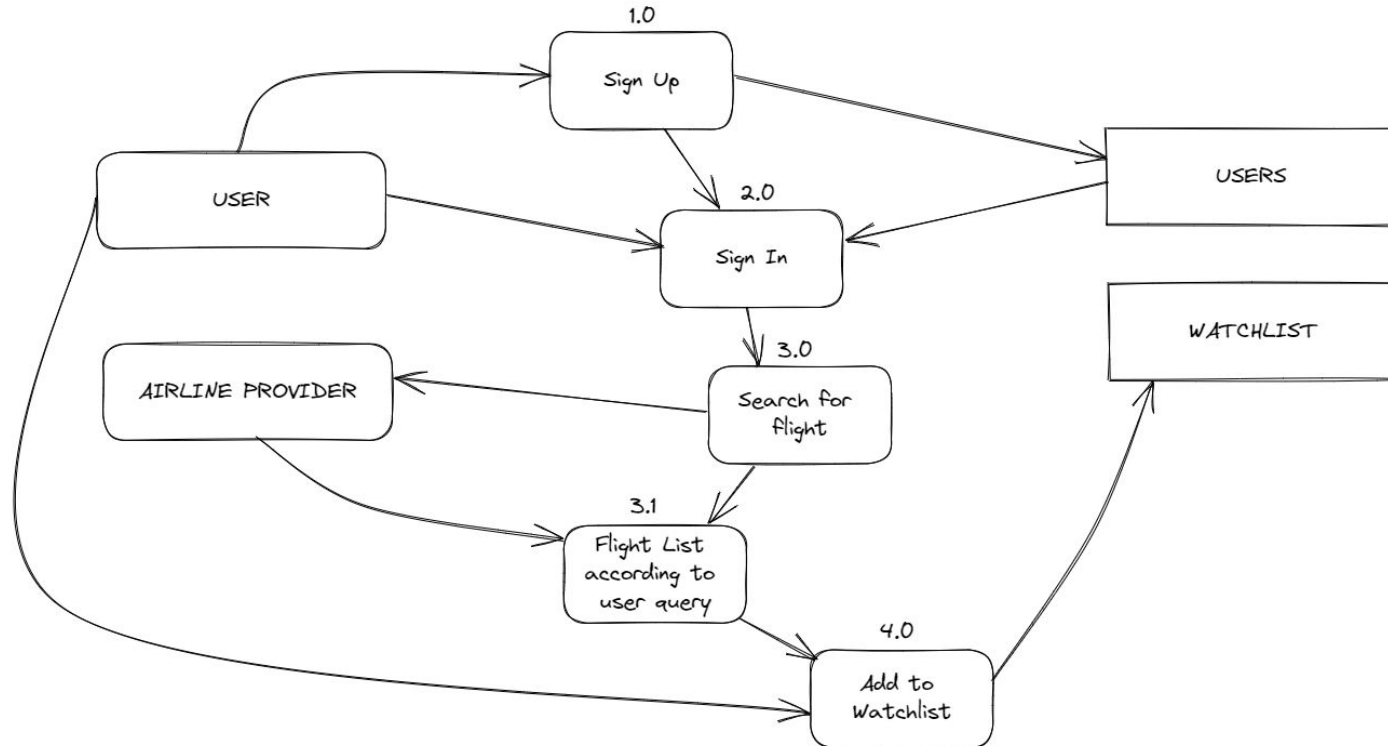 1.0
Sign Up
USER
USERS
2.0
Sign In
WATCHLIST
3.0
AIRLINE PROVIDER
Search for
flight
3.1
Flight List
according to
user query
4.0
Add to
Watchlist